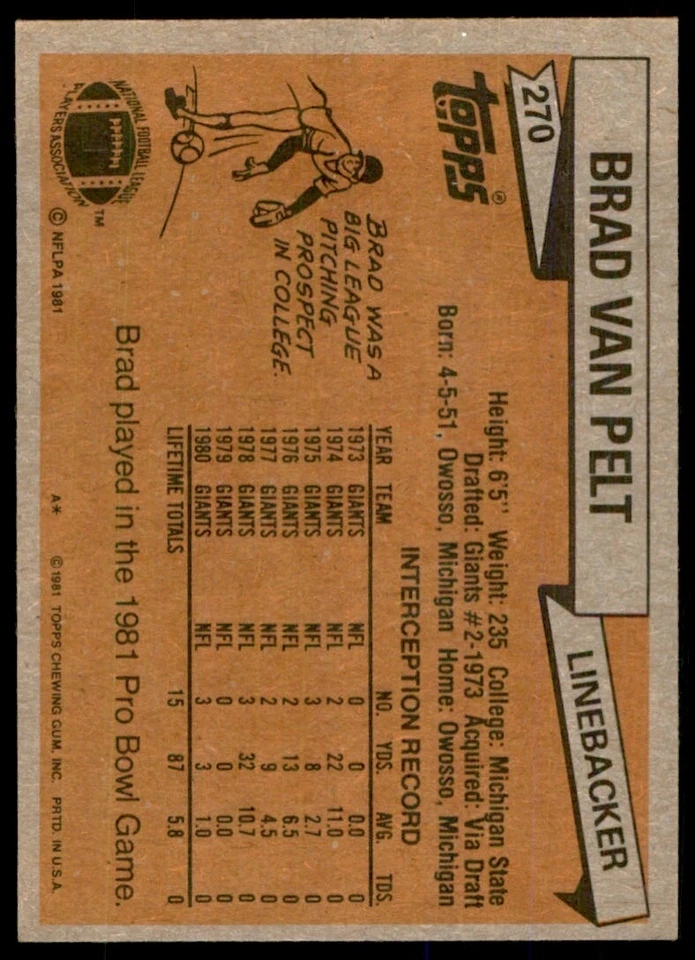 270
BRAD VAN PELT
LINEBACKER
TOPPS®
Height: 6'5" Weight: 235 College: Michigan State
Drafted: Giants #2-1973 Acquired: Via Draft
Born: 4-5-51, Owosso, Michigan Home: Owosso, Michigan
BRAD WAS A
BIG LEAGUE
PITCHING
PROSPECT
IN COLLEGE.
INTERCEPTION RECORD
YEAR TEAM NO. YDS. AVG. TDS.
1973 GIANTS NFL 0 0 0.0 0
1974 GIANTS NFL 2 22 11.0 0
1975 GIANTS NFL 3 8 2.7 0
1976 GIANTS NFL 2 13 6.5 0
1977 GIANTS NFL 2 9 4.5 0
1978 GIANTS NFL 3 32 10.7 0
1979 GIANTS NFL 0 0 0.0 0
1980 GIANTS NFL 3 3 1.0 0
LIFETIME TOTALS 15 87 5.8 0
Brad played in the 1981 Pro Bowl Game.
NATIONAL FOOTBALL LEAGUE
PLAYERS ASSOCIATION
TM
© NFLPA 1981
A* ©1981 TOPPS CHEWING GUM, INC. PRTD. IN U.S.A.